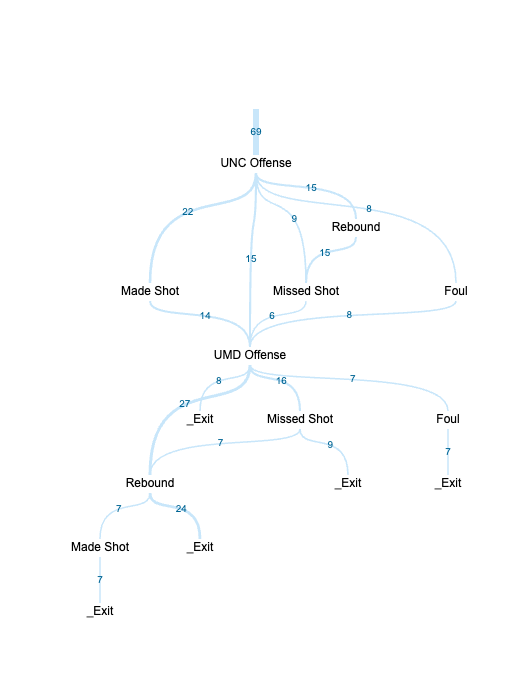 69
UNC Offense
15
8
22
9
Rebound
15
15
Made Shot
Missed Shot
Foul
14
6
8
UMD Offense
8
16
7
27
_Exit
Missed Shot
Foul
7
9
7
Rebound
_Exit
_Exit
7
24
Made Shot
_Exit
7
_Exit